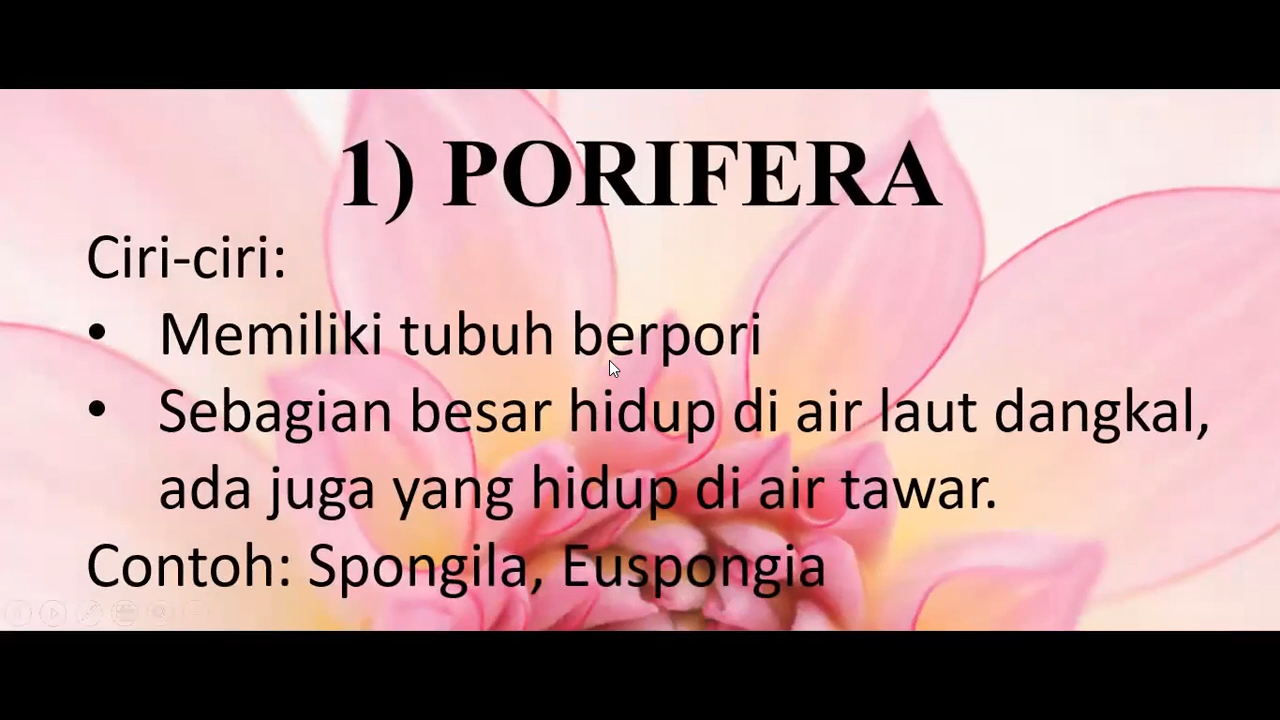 1) PORIFERA
Ciri-ciri:
• Memiliki tubuh berpori
• Sebagian besar hidup di air laut dangkal,
ada juga yang hidup di air tawar.
Contoh: Spongila, Euspongia